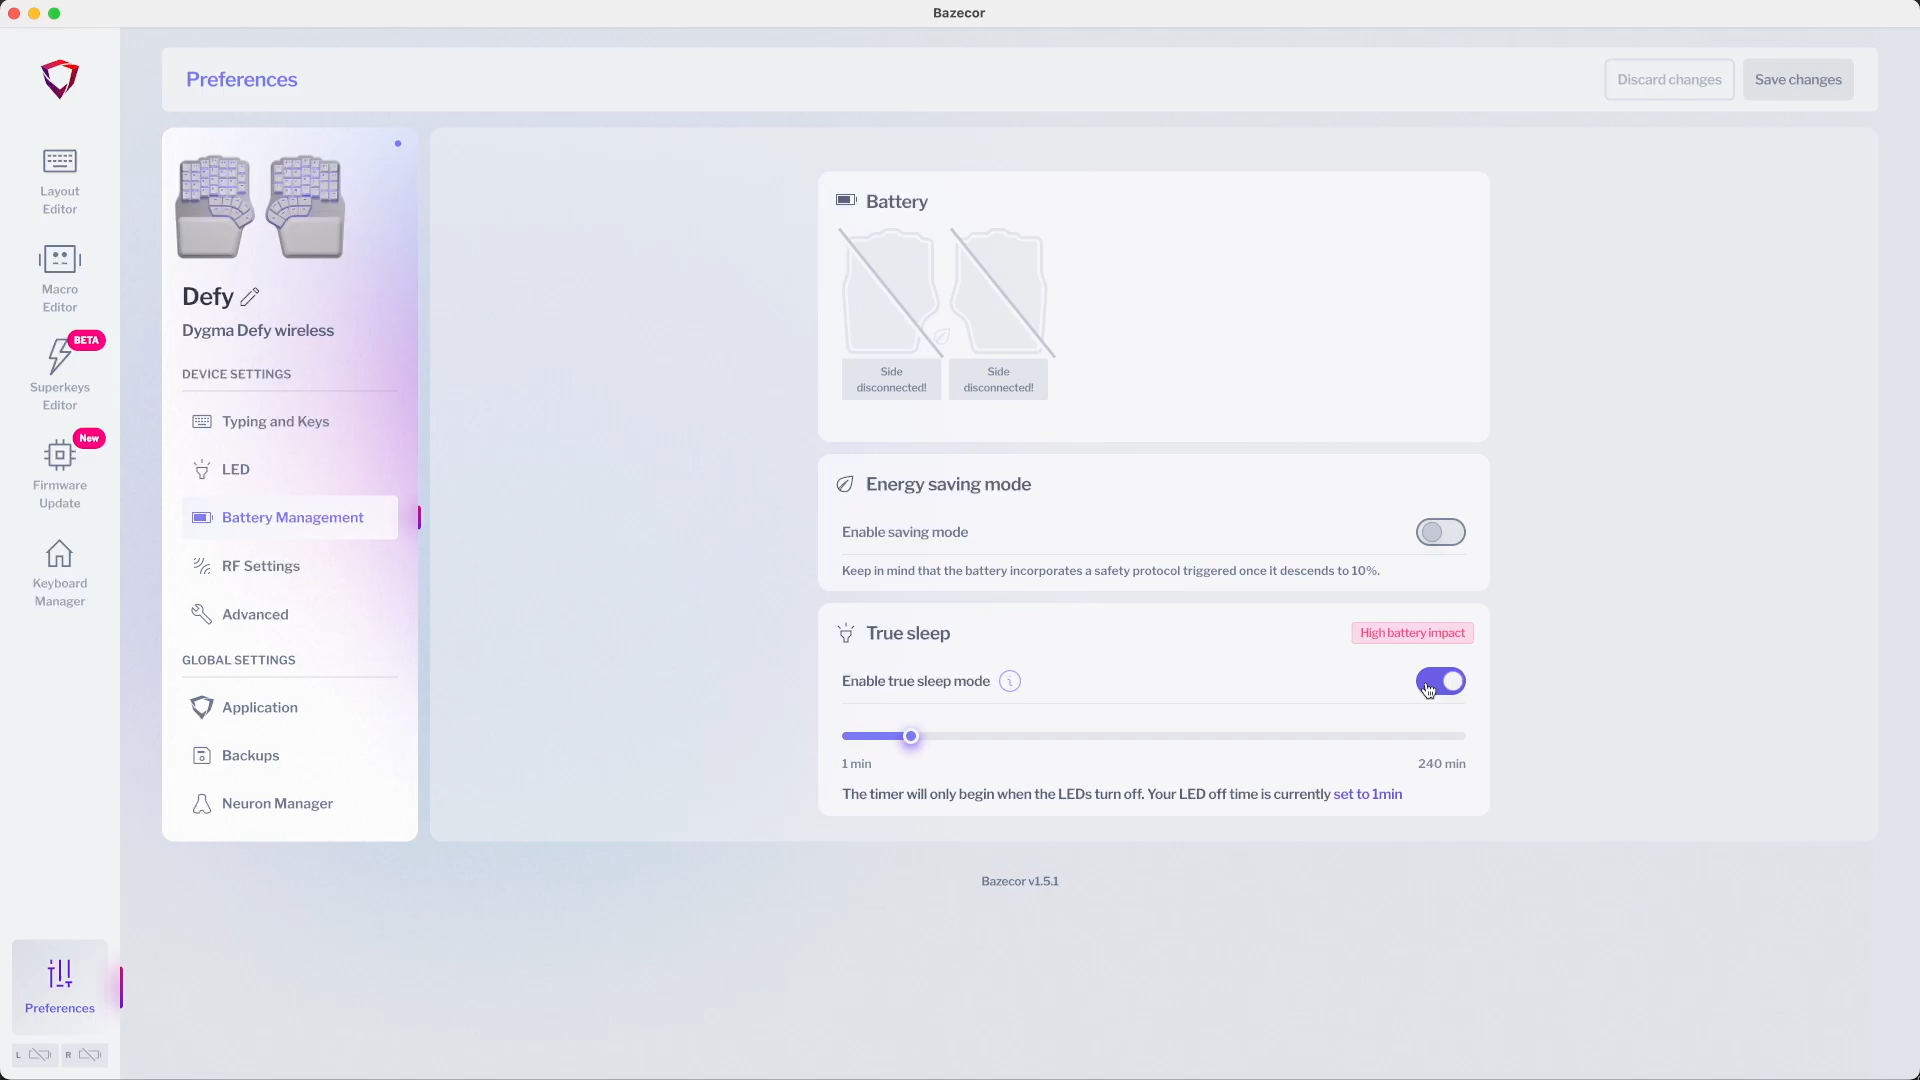 Bazecor
Preferences
Discard changes
Save changes
Layout
Editor
Macro
Editor
BETA
Superkeys
Editor
New
Firmware
Update
Keyboard
Manager
Preferences
L
R
Defy
Dygma Defy wireless
DEVICE SETTINGS
Typing and Keys
LED
Battery Management
RF Settings
Advanced
GLOBAL SETTINGS
Application
Backups
Neuron Manager
Battery
Side
disconnected!
Side
disconnected!
Energy saving mode
Enable saving mode
Keep in mind that the battery incorporates a safety protocol triggered once it descends to 10%.
True sleep
High battery impact
Enable true sleep mode
1 min
240 min
The timer will only begin when the LEDs turn off. Your LED off time is currently set to 1min
Bazecor v1.5.1